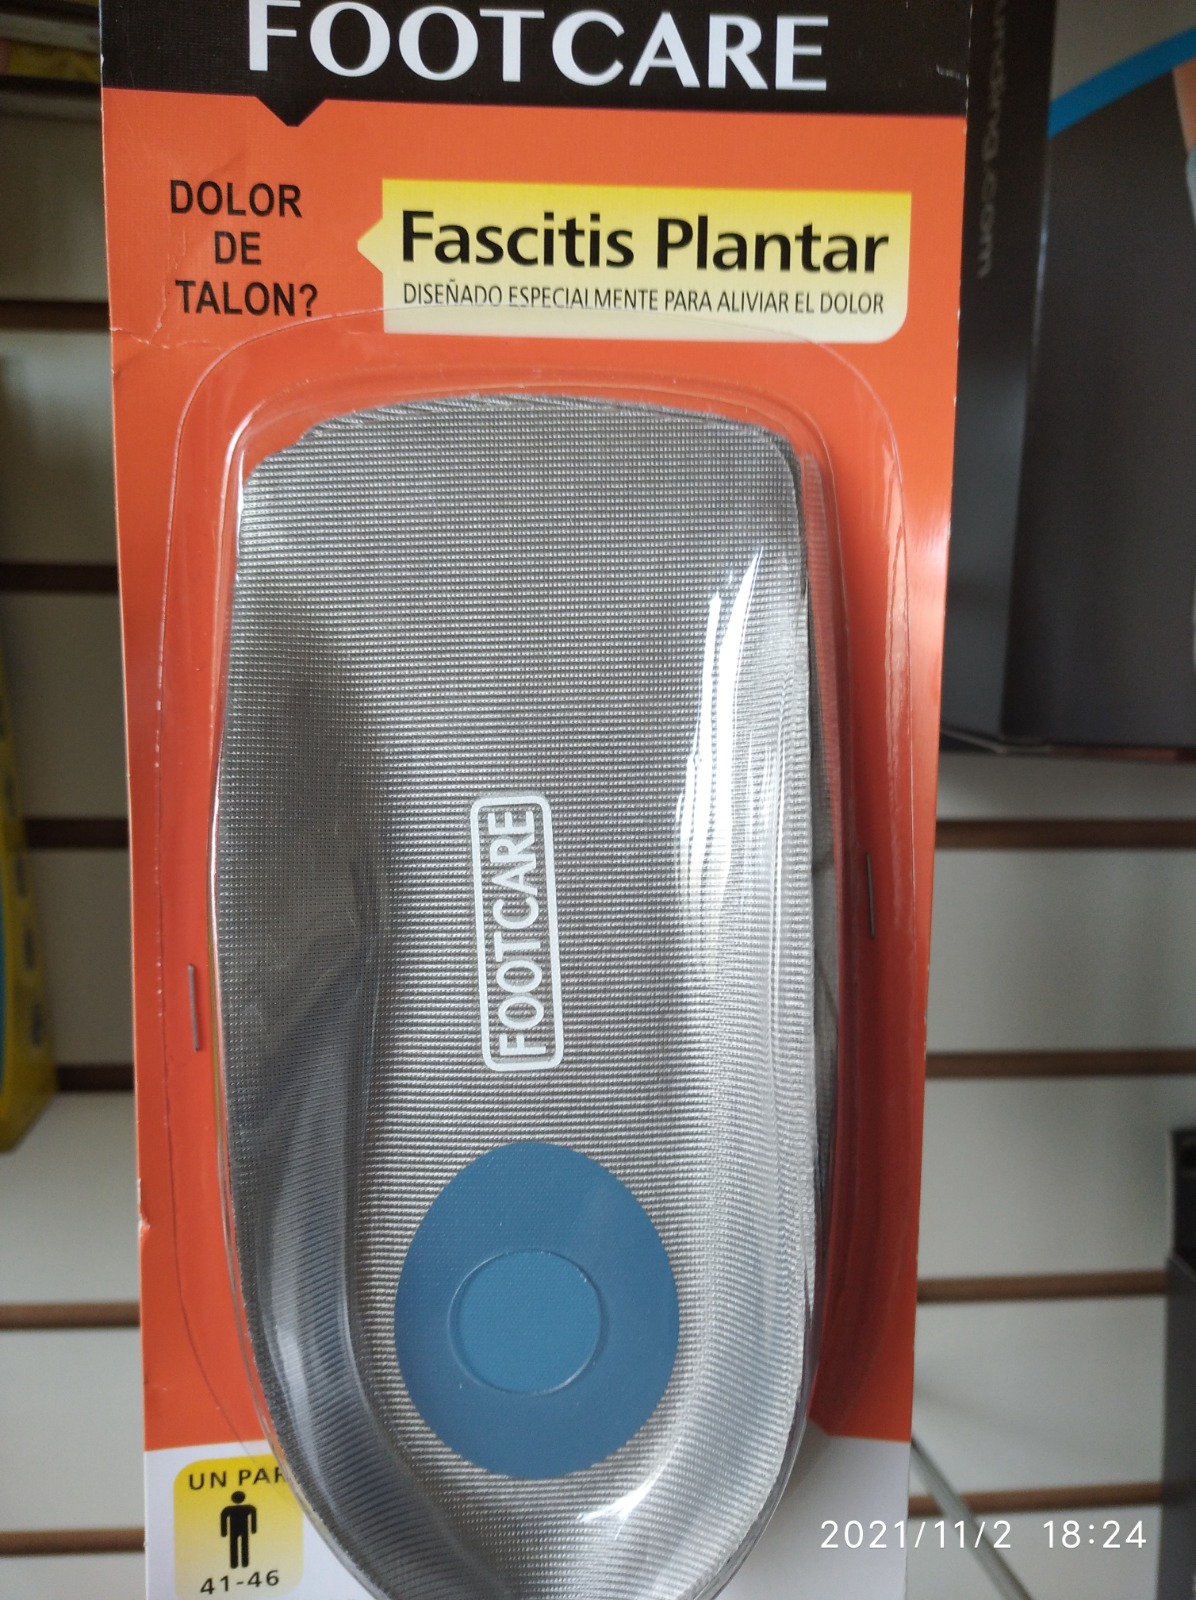 FOOTCARE
DOLOR
DE
TALON?
Fascitis Plantar
DISEÑADO ESPECIALMENTE PARA ALIVIAR EL DOLOR
FOOTCARE
UN PAR
41-46
2021/11/2 18:24